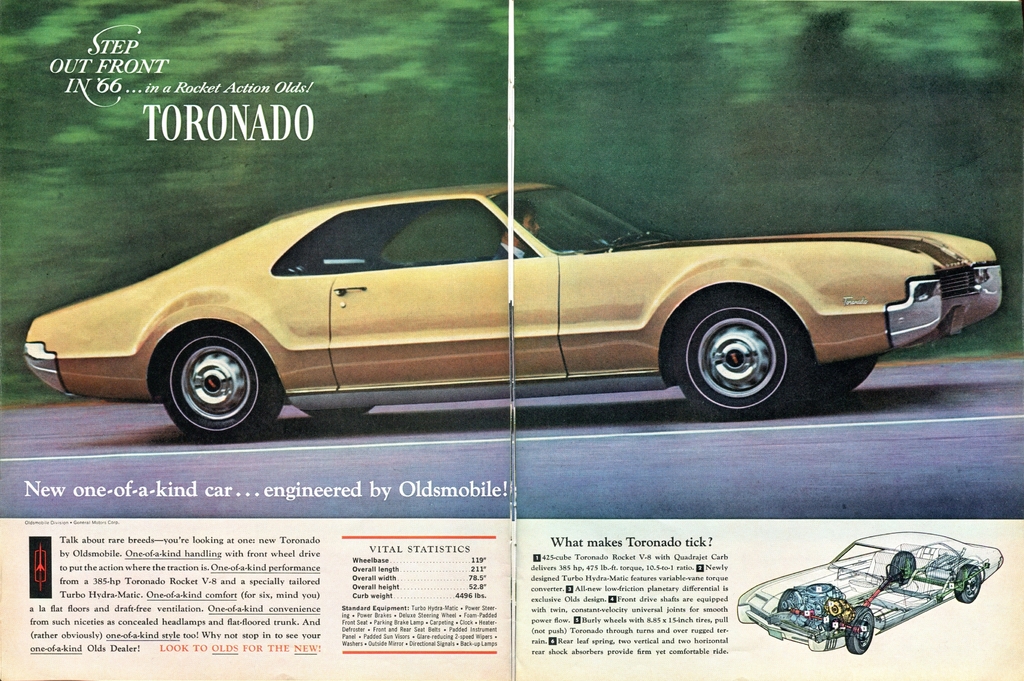 STEP
OUT FRONT
IN '66...in a Rocket Action Olds!
TORONADO
Toronado
New one-of-a-kind car...engineered by Oldsmobile!
Oldsmobile Division • General Motors Corp.
Talk about rare breeds—you're looking at one: new Toronado
by Oldsmobile. One-of-a-kind handling with front wheel drive
to put the action where the traction is. One-of-a-kind performance
from a 385-hp Toronado Rocket V-8 and a specially tailored
Turbo Hydra-Matic. One-of-a-kind comfort (for six, mind you)
a la flat floors and draft-free ventilation. One-of-a-kind convenience
from such niceties as concealed headlamps and flat-floored trunk. And
(rather obviously) one-of-a-kind style too! Why not stop in to see your
one-of-a-kind Olds Dealer! LOOK TO OLDS FOR THE NEW!
VITAL STATISTICS
Wheelbase 119"
Overall length 211"
Overall width 78.5"
Overall height 52.8"
Curb weight 4496 lbs.
Standard Equipment: Turbo Hydra-Matic • Power Steer-
ing • Power Brakes • Deluxe Steering Wheel • Foam-Padded
Front Seat • Parking Brake Lamp • Carpeting • Clock • Heater-
Defroster • Front and Rear Seat Belts • Padded Instrument
Panel • Padded Sun Visors • Glare-reducing 2-speed Wipers •
Washers • Outside Mirror • Directional Signals • Back-up Lamps
What makes Toronado tick?
1 425-cube Toronado Rocket V-8 with Quadrajet Carb
delivers 385 hp, 475 lb.-ft. torque, 10.5-to-1 ratio. 2 Newly
designed Turbo Hydra-Matic features variable-vane torque
converter. 3 All-new low-friction planetary differential is
exclusive Olds design. 4 Front drive shafts are equipped
with twin, constant-velocity universal joints for smooth
power flow. 5 Burly wheels with 8.85 x 15-inch tires, pull
(not push) Toronado through turns and over rugged ter-
rain. 6 Rear leaf spring, two vertical and two horizontal
rear shock absorbers provide firm yet comfortable ride.